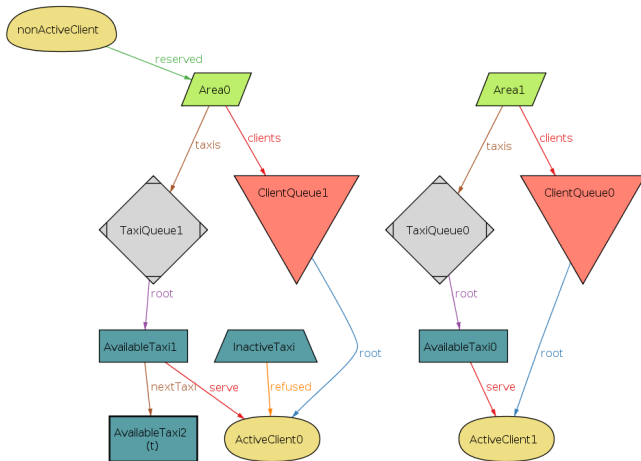 nonActiveClient
reserved
Area0
Area1
taxis
clients
taxis
clients
ClientQueue1
ClientQueue0
TaxiQueue1
TaxiQueue0
root
root
AvailableTaxi1
InactiveTaxi
root
AvailableTaxi0
root
nextTaxi
serve
refused
serve
AvailableTaxi2
(t)
ActiveClient0
ActiveClient1